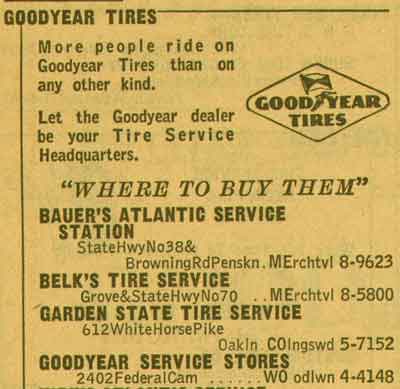 GOODYEAR TIRES
More people ride on
Goodyear Tires than on
any other kind.
Let the Goodyear dealer
be your Tire Service
Headquarters.
GOODYEAR
TIRES
"WHERE TO BUY THEM"
BAUER'S ATLANTIC SERVICE
STATION
StateHwyNo38&
BrowningRdPenskn. MErchtvl 8-9623
BELK'S TIRE SERVICE
Grove&StateHwyNo70 .. MErchtvl 8-5800
GARDEN STATE TIRE SERVICE
612WhiteHorsePike
Oakln COlngswd 5-7152
GOODYEAR SERVICE STORES
2402FederalCam ...... WO odlwn 4-4148